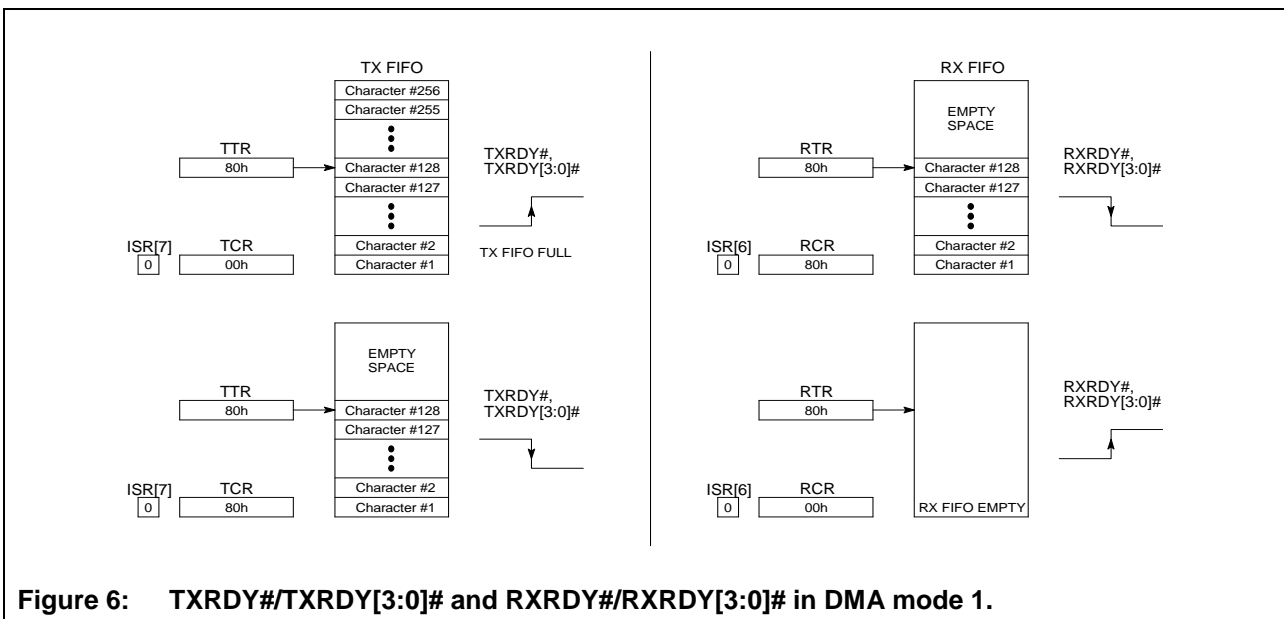 TX FIFO
Character #256
Character #255
TTR
80h
Character #128
Character #127
TXRDY#,
TXRDY[3:0]#
ISR[7]
0
TCR
00h
Character #2
Character #1
TX FIFO FULL
EMPTY
SPACE
TTR
80h
Character #128
Character #127
TXRDY#,
TXRDY[3:0]#
ISR[7]
0
TCR
80h
Character #2
Character #1
RX FIFO
EMPTY
SPACE
RTR
80h
Character #128
Character #127
RXRDY#,
RXRDY[3:0]#
ISR[6]
0
RCR
80h
Character #2
Character #1
RTR
80h
RXRDY#,
RXRDY[3:0]#
ISR[6]
0
RCR
00h
RX FIFO EMPTY
Figure 6: TXRDY#/TXRDY[3:0]# and RXRDY#/RXRDY[3:0]# in DMA mode 1.